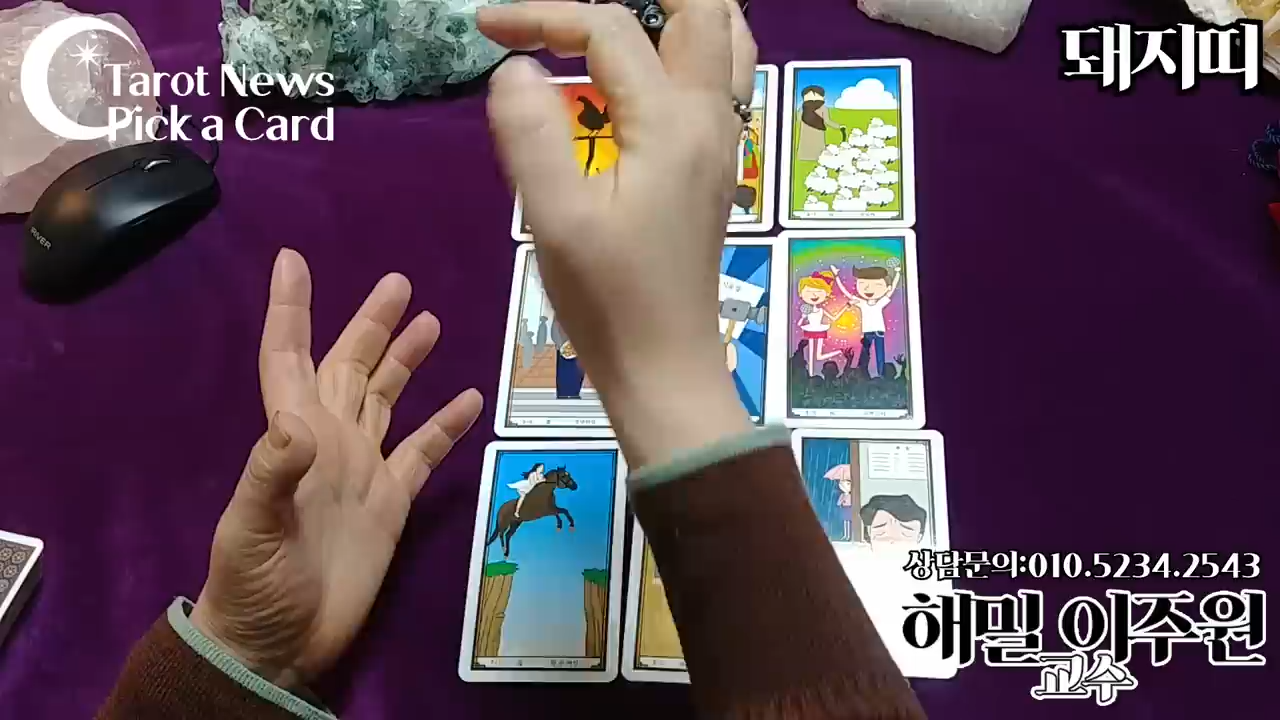 Tarot News
Pick a Card
돼지띠
RIVER
상담문의:010.5234.2543
해밀 이주원
교수